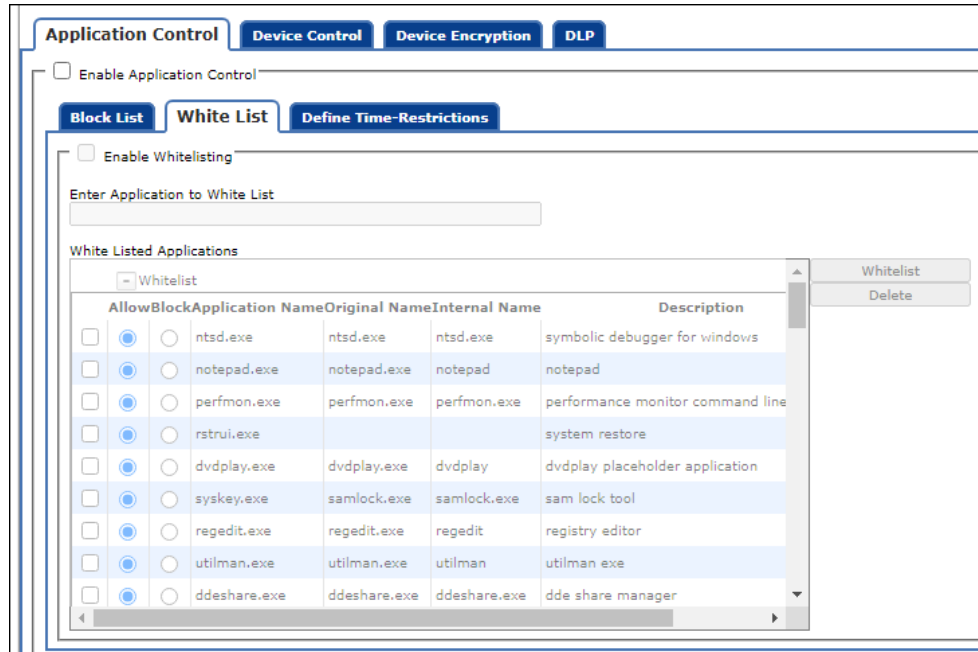 Application Control Device Control Device Encryption DLP
Enable Application Control
Block List White List Define Time-Restrictions
Enable Whitelisting
Enter Application to White List
White Listed Applications
Whitelist Whitelist
Delete
Allow Block Application Name Original Name Internal Name Description
ntsd.exe ntsd.exe ntsd.exe symbolic debugger for windows
notepad.exe notepad.exe notepad notepad
perfmon.exe perfmon.exe perfmon.exe performance monitor command line
rstrui.exe system restore
dvdplay.exe dvdplay.exe dvdplay dvdplay placeholder application
syskey.exe samlock.exe samlock.exe sam lock tool
regedit.exe regedit.exe regedit registry editor
utilman.exe utilman.exe utilman utilman exe
ddeshare.exe ddeshare.exe ddeshare.exe dde share manager